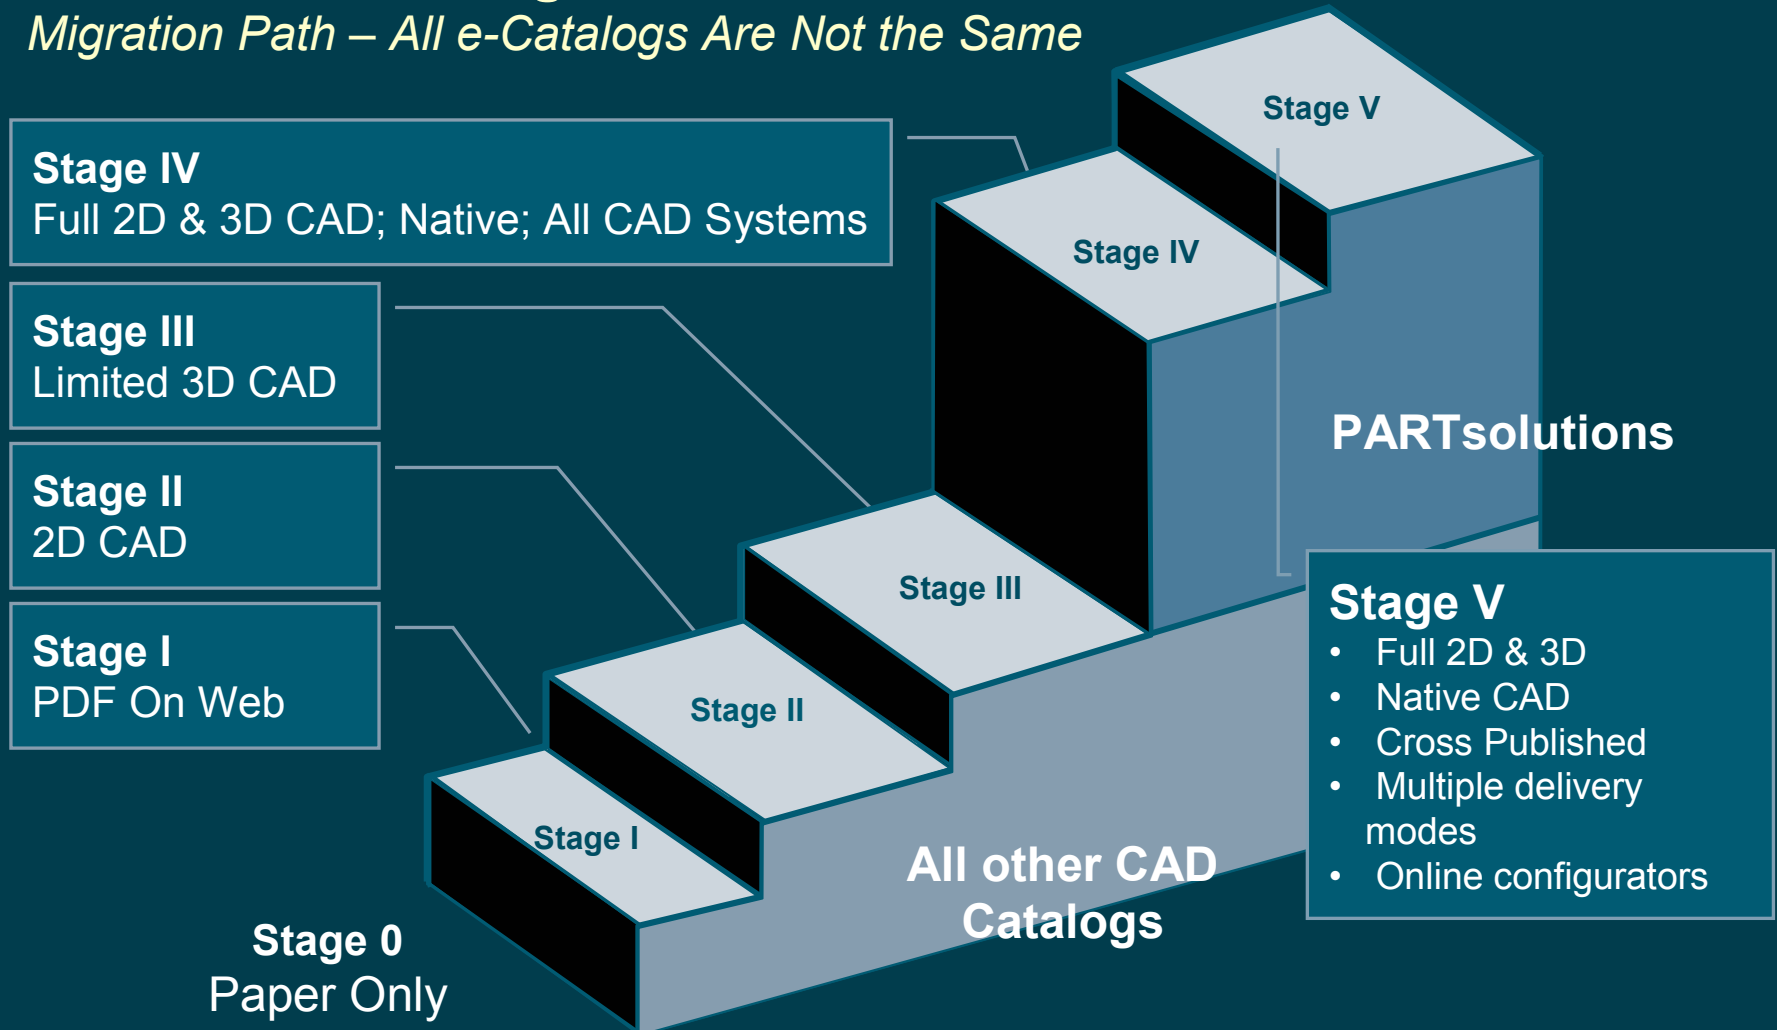 Migration Path – All e-Catalogs Are Not the Same
Stage IV
Full 2D & 3D CAD; Native; All CAD Systems
Stage III
Limited 3D CAD
Stage II
2D CAD
Stage I
PDF On Web
Stage 0
Paper Only
Stage I
Stage II
Stage III
Stage IV
Stage V
PARTsolutions
All other CAD
Catalogs
Stage V
• Full 2D & 3D
• Native CAD
• Cross Published
• Multiple delivery
modes
• Online configurators